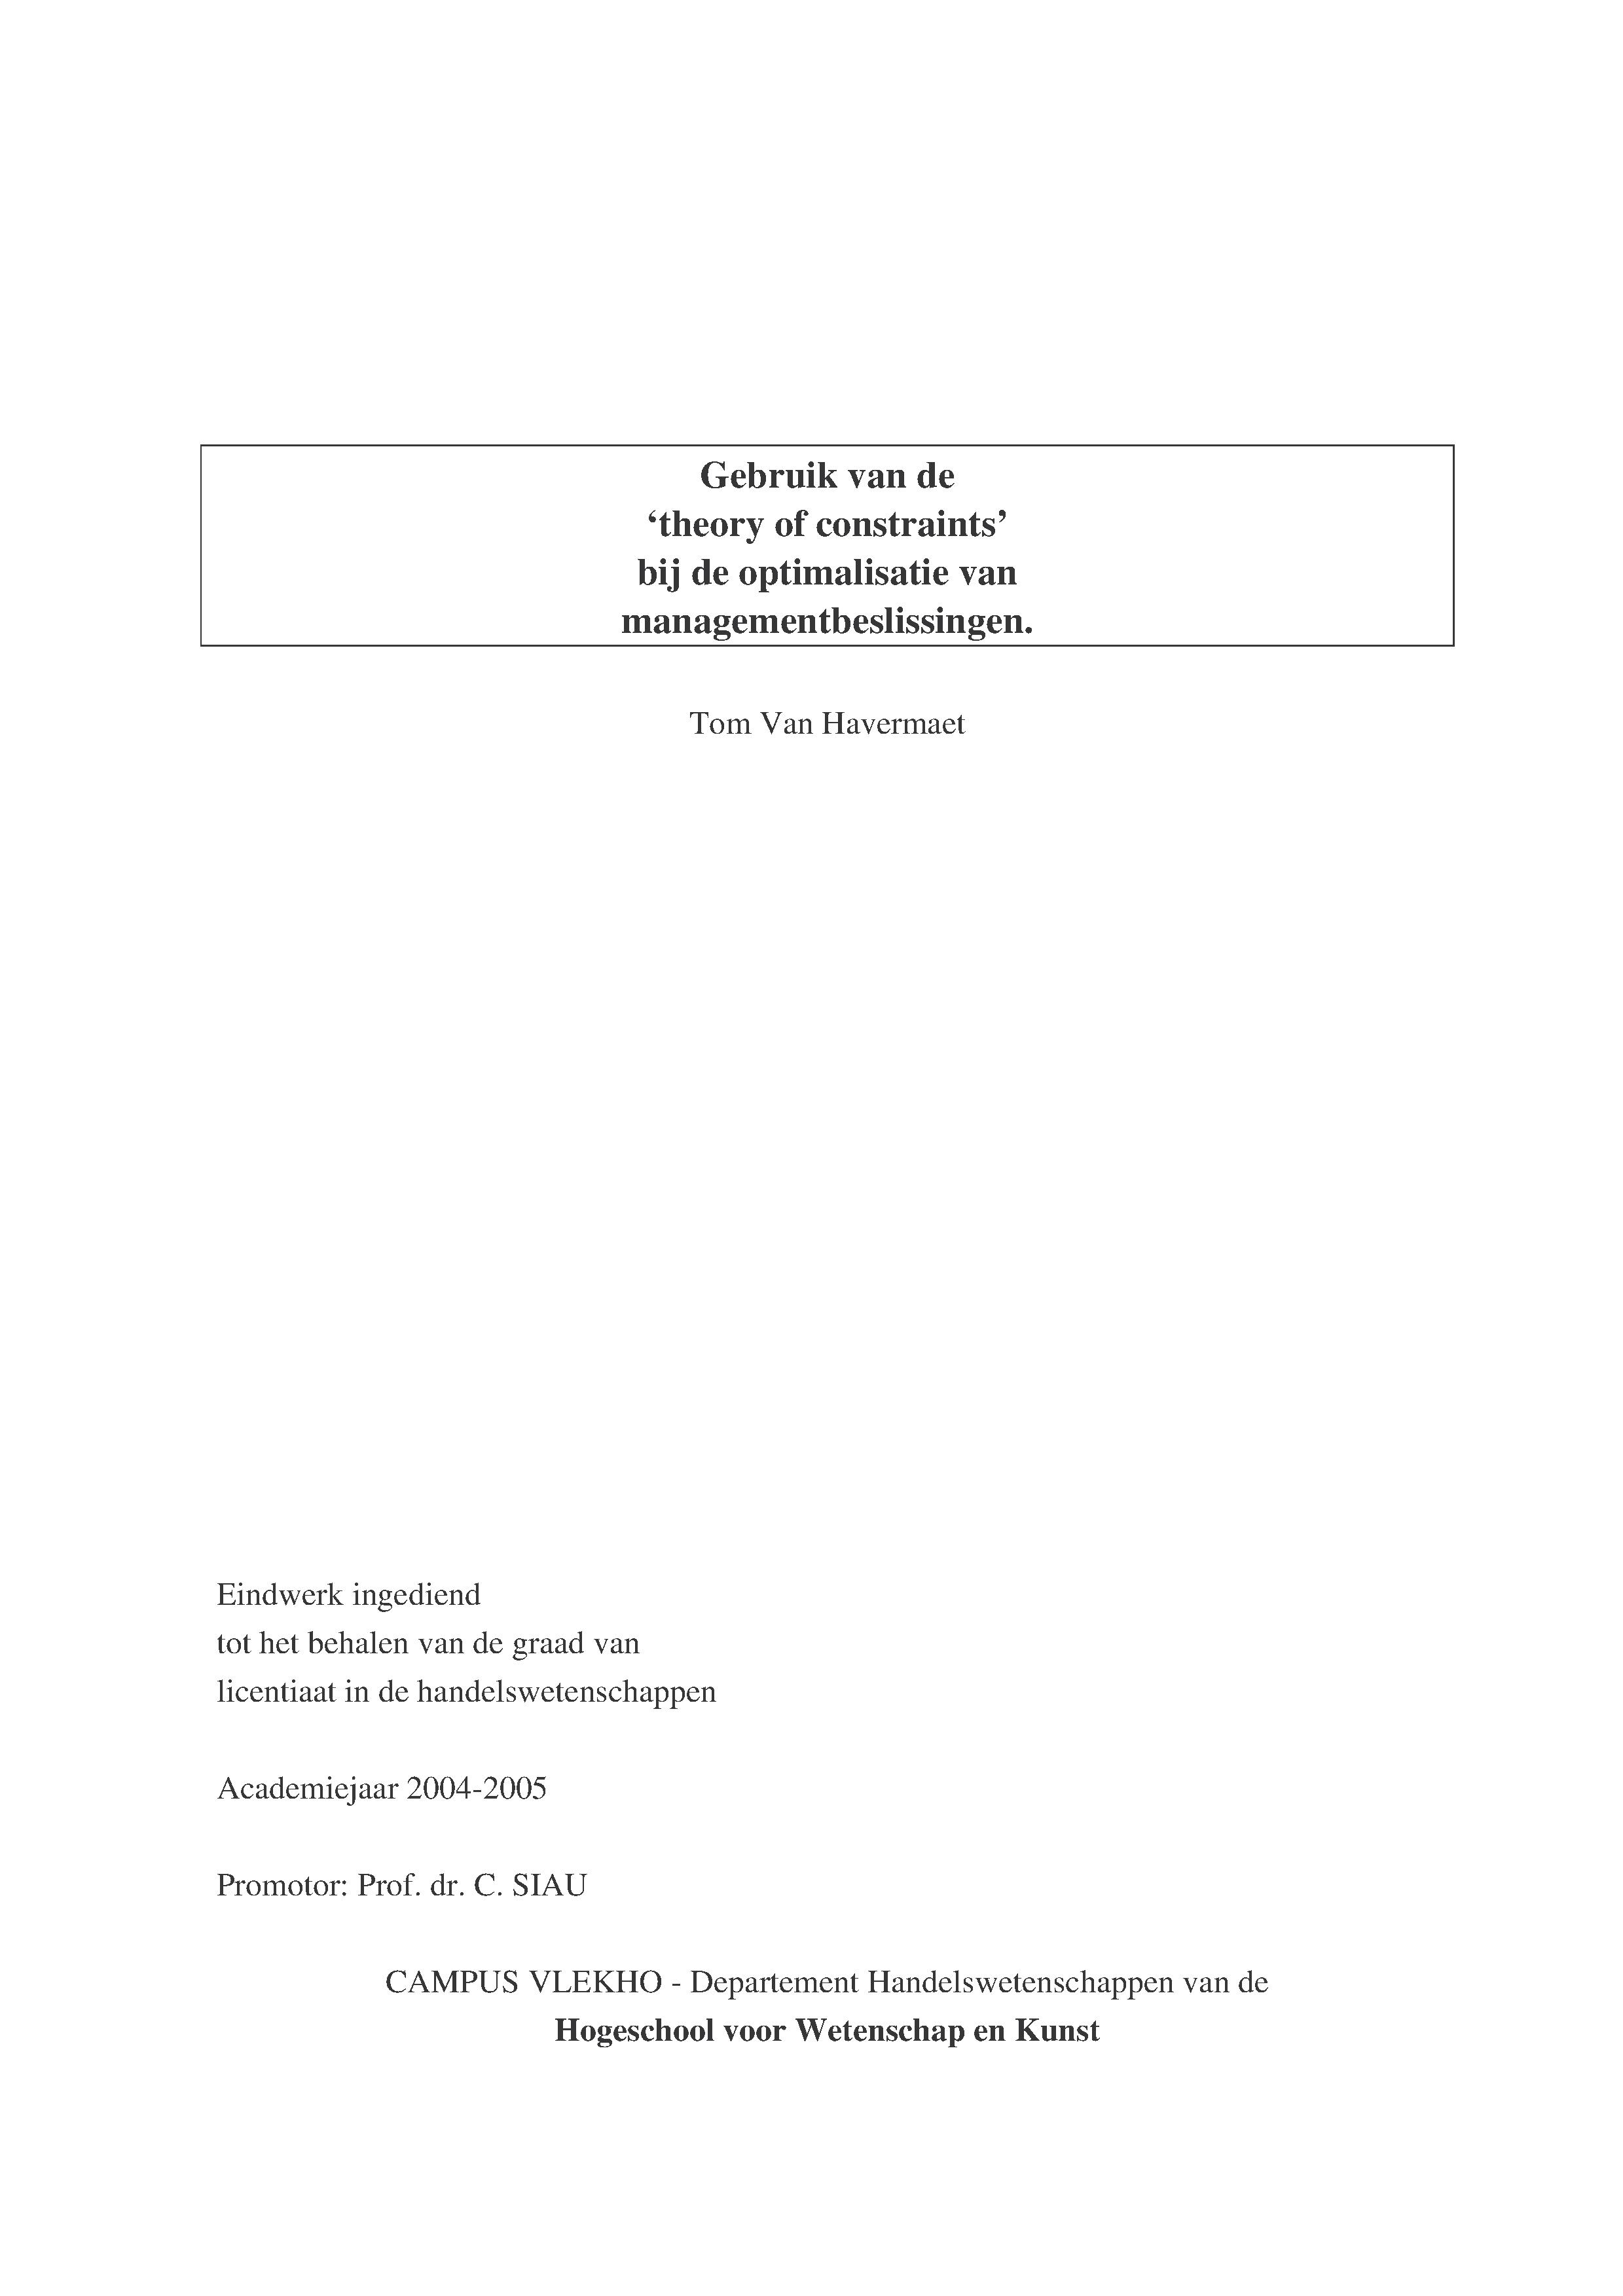 Gebruik van de
‘theory of constraints’
bij de optimalisatie van
managementbeslissingen.
Tom Van Havermaet
Eindwerk ingediend
tot het behalen van de graad van
licentiaat in de handelswetenschappen
Academiejaar 2004-2005
Promotor: Prof. dr. C. SIAU
CAMPUS VLEKHO - Departement Handelswetenschappen van de
Hogeschool voor Wetenschap en Kunst